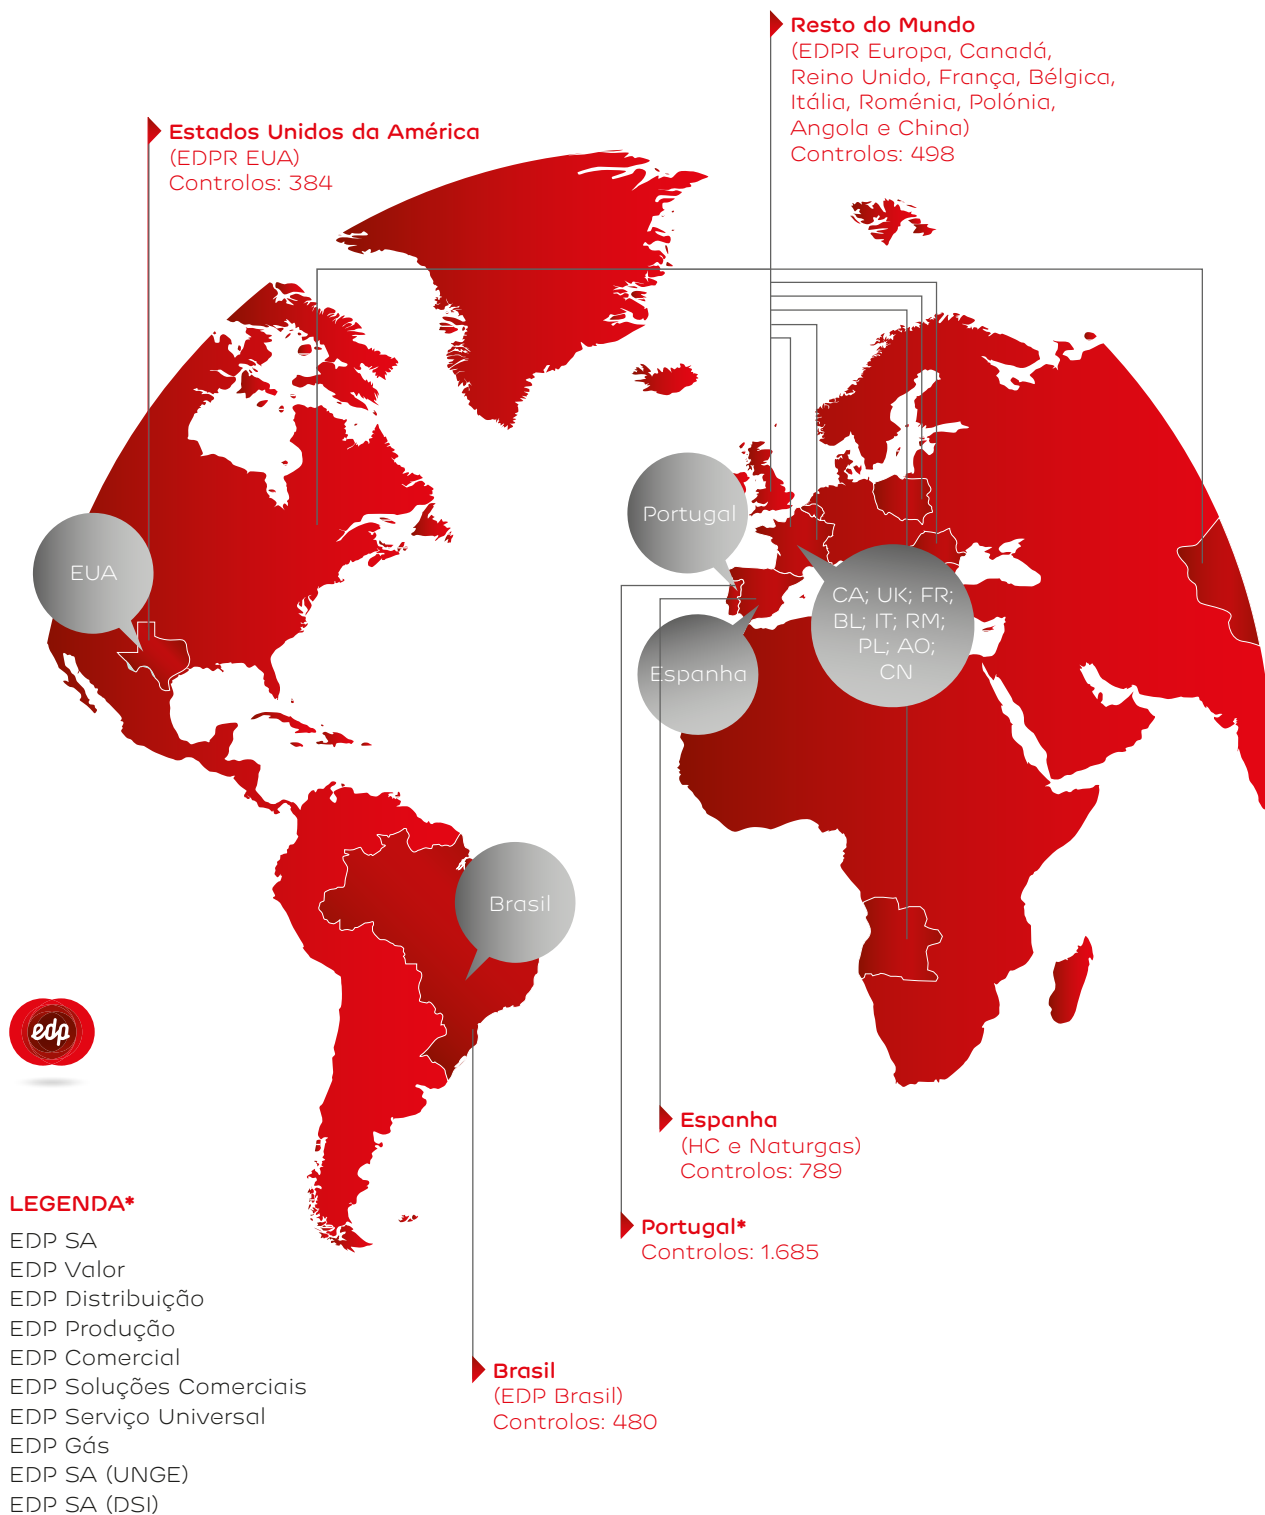 Resto do Mundo
(EDPR Europa, Canadá,
Reino Unido, França, Bélgica,
Itália, Roménia, Polónia,
Angola e China)
Controlos: 498
Estados Unidos da América
(EDPR EUA)
Controlos: 384
Portugal
EUA
CA; UK; FR;
BL; IT; RM;
PL; AO;
CN
Espanha
Brasil
edp
Espanha
(HC e Naturgas)
Controlos: 789
Portugal*
Controlos: 1.685
Brasil
(EDP Brasil)
Controlos: 480
LEGENDA*
EDP SA
EDP Valor
EDP Distribuição
EDP Produção
EDP Comercial
EDP Soluções Comerciais
EDP Serviço Universal
EDP Gás
EDP SA (UNGE)
EDP SA (DSI)